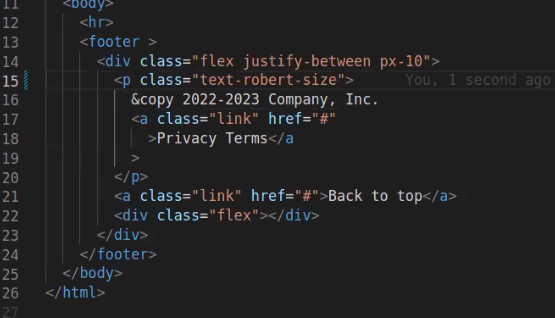 11 <body>
12 <hr>
13 <footer >
14 <div class="flex justify-between px-10">
15 <p class="text-robert-size"> You, 1 second ago
16 &copy 2022-2023 Company, Inc.
17 <a class="link" href="#"
18 >Privacy Terms</a
19 >
20 </p>
21 <a class="link" href="#">Back to top</a>
22 <div class="flex"></div>
23 </div>
24 </footer>
25 </body>
26 </html>
27